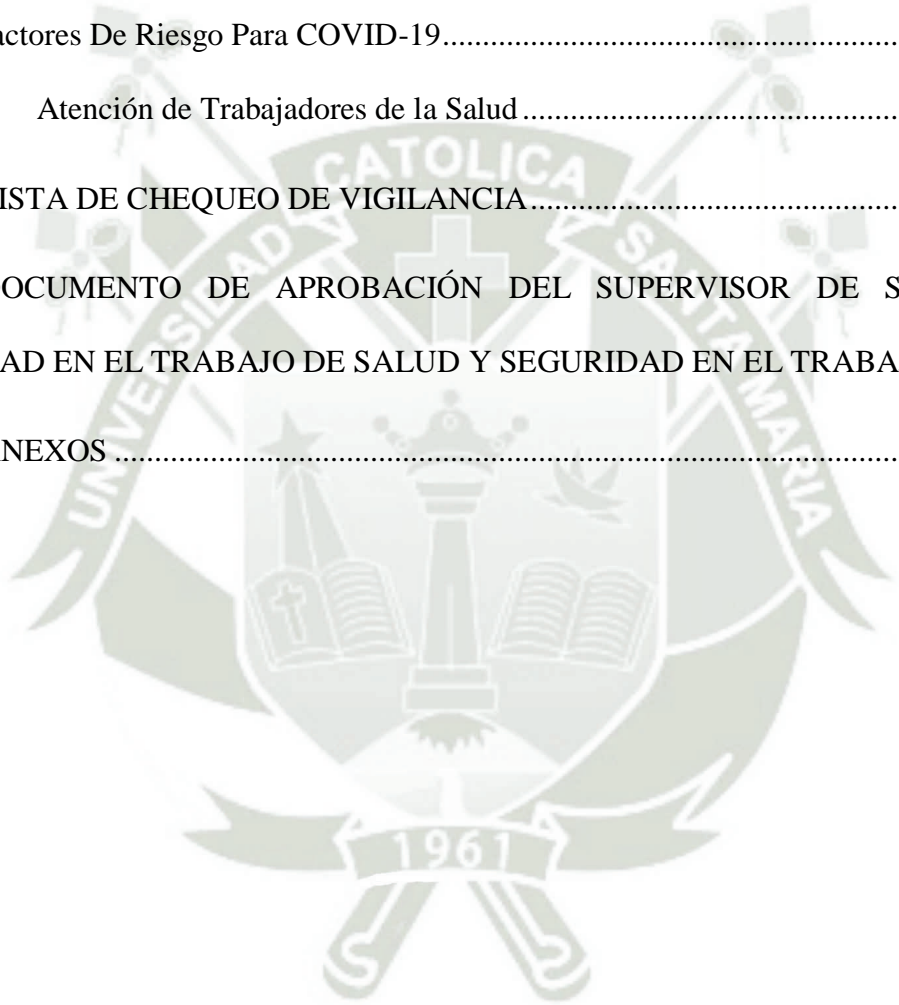 actores De Riesgo Para COVID-19..........................................................
Atención de Trabajadores de la Salud ................................................
ISTA DE CHEQUEO DE VIGILANCIA ..............................................
OCUMENTO DE APROBACIÓN DEL SUPERVISOR DE S
AD EN EL TRABAJO DE SALUD Y SEGURIDAD EN EL TRABA
NEXOS ..................................................................................................
UNIVERSIDAD CATOLICA SANTA MARIA
1961